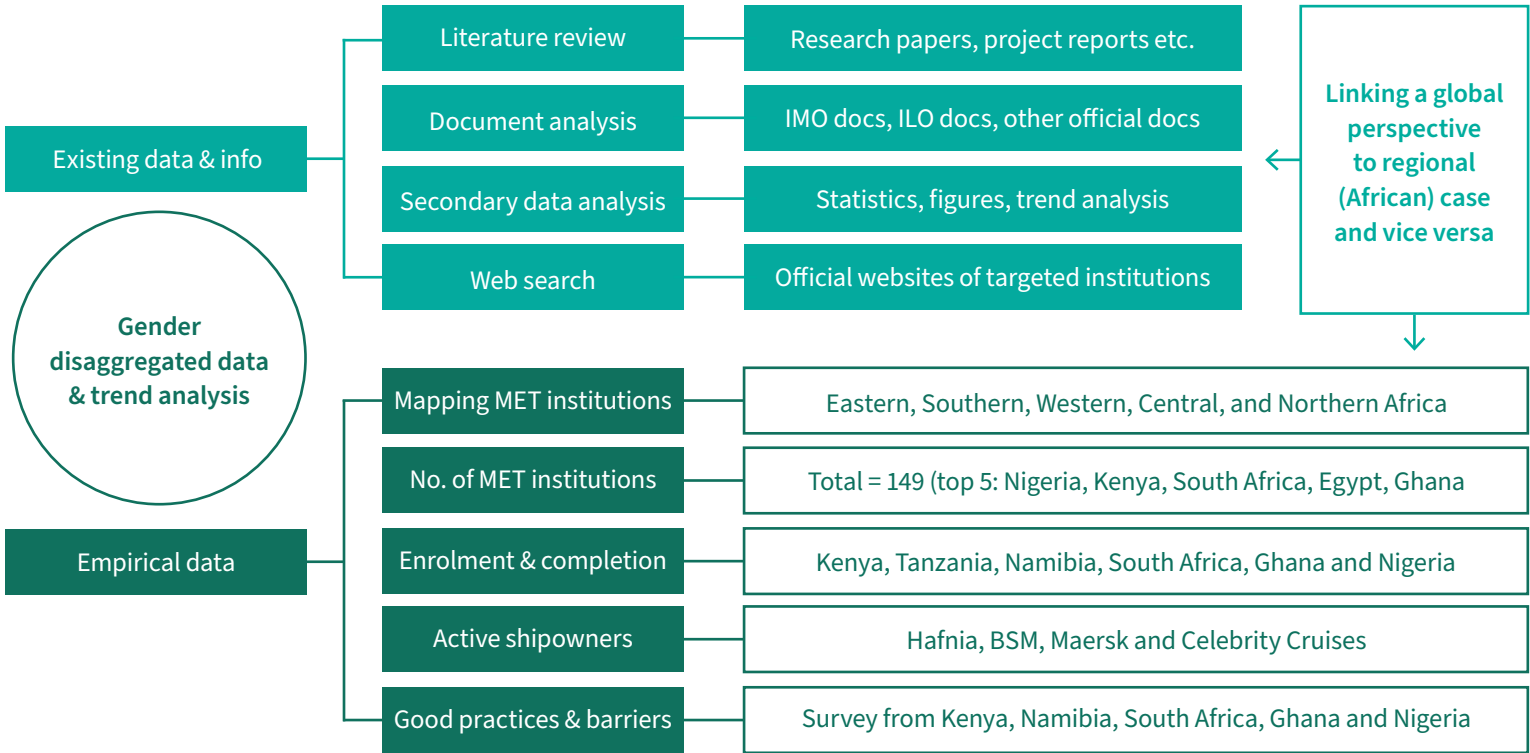 Literature review
Research papers, project reports etc.
Document analysis
IMO docs, ILO docs, other official docs
Existing data & info
Secondary data analysis
Statistics, figures, trend analysis
Web search
Official websites of targeted institutions
Linking a global
perspective
to regional
(African) case
and vice versa
Gender
disaggregated data
& trend analysis
Mapping MET institutions
Eastern, Southern, Western, Central, and Northern Africa
No. of MET institutions
Total = 149 (top 5: Nigeria, Kenya, South Africa, Egypt, Ghana
Empirical data
Enrolment & completion
Kenya, Tanzania, Namibia, South Africa, Ghana and Nigeria
Active shipowners
Hafnia, BSM, Maersk and Celebrity Cruises
Good practices & barriers
Survey from Kenya, Namibia, South Africa, Ghana and Nigeria